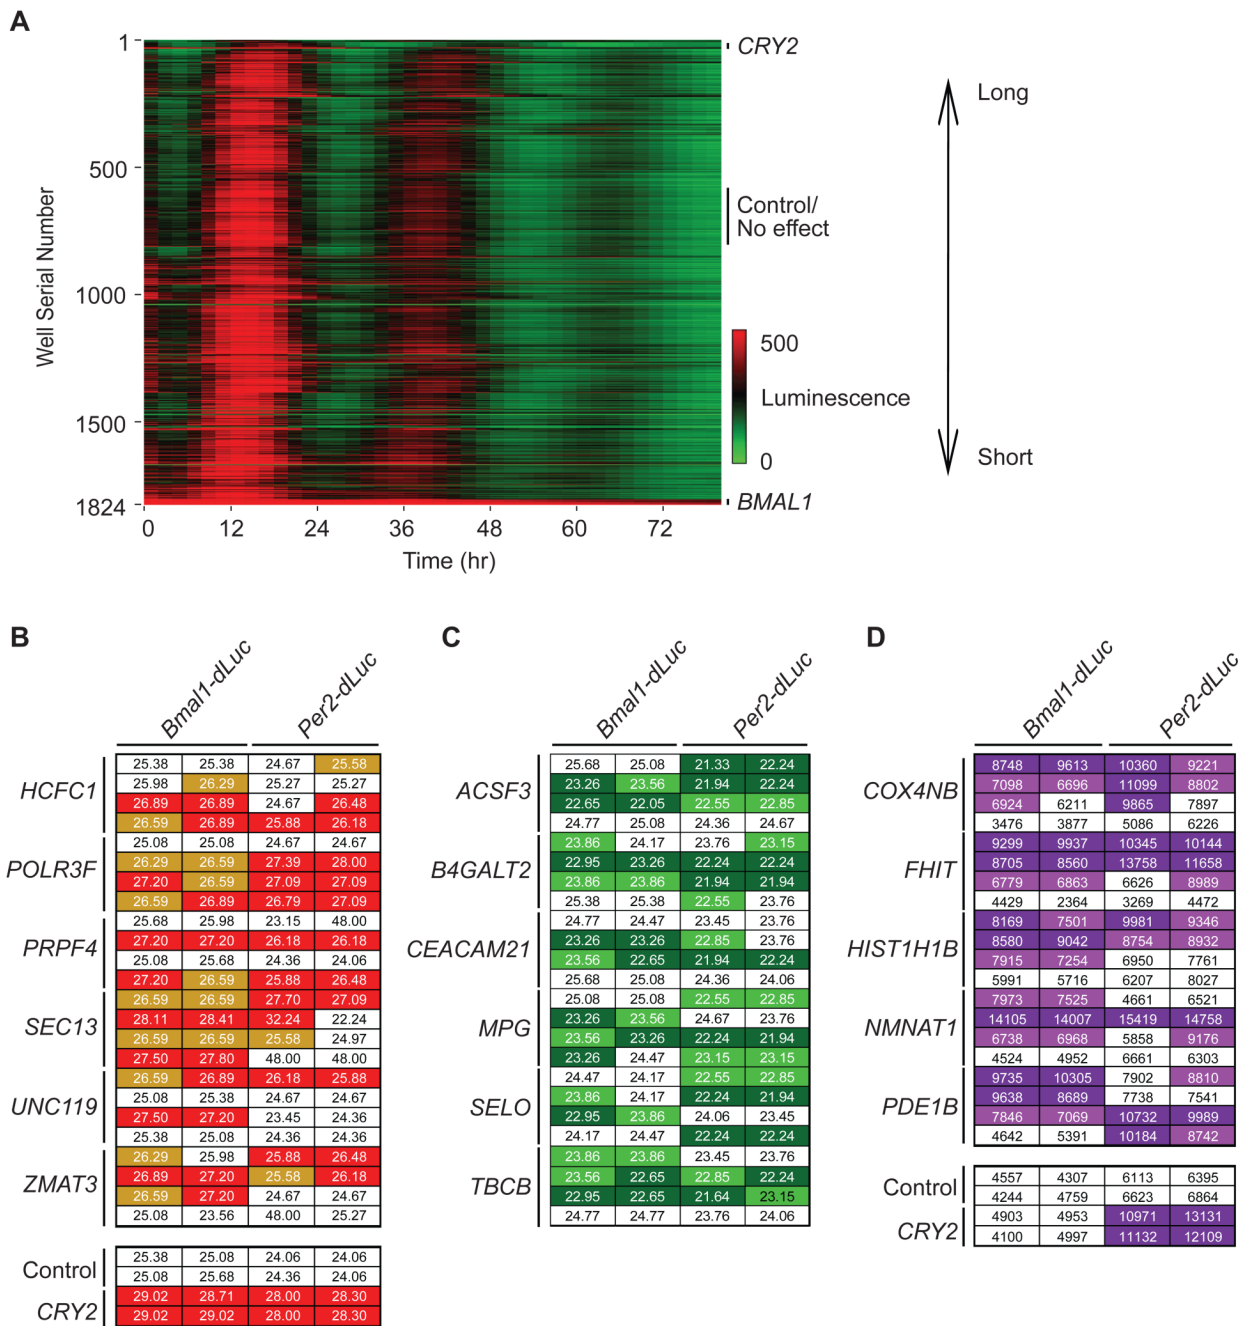 A
1
500
1000
1500
1824
Well Serial Number
0 12 24 36 48 60 72
Time (hr)
CRY2
Control/
No effect
500
Luminescence
0
BMAL1
Long
Short
B
Bmal1-dLuc Per2-dLuc
HCFC1
25.38 25.38 24.67 25.58
25.98 26.29 25.27 25.27
26.89 26.89 24.67 26.48
26.59 26.89 25.88 26.18
POLR3F
25.08 25.08 24.67 24.67
26.29 26.59 27.39 28.00
27.20 26.59 27.09 27.09
26.59 26.89 26.79 27.09
PRPF4
25.68 25.98 23.15 48.00
27.20 27.20 26.18 26.18
25.08 25.68 24.36 24.06
27.20 26.59 25.88 26.48
SEC13
26.59 26.59 27.70 27.09
28.11 28.41 32.24 22.24
26.59 26.59 25.58 24.97
27.50 27.80 48.00 48.00
UNC119
26.59 26.89 26.18 25.88
25.08 25.38 24.67 24.67
27.50 27.20 23.45 24.36
25.38 25.08 24.36 24.36
ZMAT3
26.29 25.98 25.88 26.48
26.89 27.20 25.58 26.18
26.59 27.20 24.67 24.67
25.08 23.56 48.00 25.27
Control
25.38 25.08 24.06 24.06
25.08 25.68 24.36 24.06
CRY2
29.02 28.71 28.00 28.30
29.02 29.02 28.00 28.30
C
Bmal1-dLuc Per2-dLuc
ACSF3
25.68 25.08 21.33 22.24
23.26 23.56 21.94 22.24
22.65 22.05 22.55 22.85
24.77 25.08 24.36 24.67
B4GALT2
23.86 24.17 23.76 23.15
22.95 23.26 22.24 22.24
23.86 23.86 21.94 21.94
25.38 25.38 22.55 23.76
CEACAM21
24.77 24.47 23.45 23.76
23.26 23.26 22.85 23.76
23.56 22.65 21.94 22.24
25.68 25.08 24.36 24.06
MPG
25.08 25.08 22.55 22.85
23.26 23.56 24.67 23.76
23.56 23.26 22.24 21.94
23.26 24.47 23.15 23.15
SELO
24.47 24.17 22.55 22.85
23.86 24.17 22.24 21.94
22.95 23.86 24.06 23.45
24.17 24.47 22.24 22.24
TBCB
23.86 23.86 23.45 23.76
23.56 22.65 22.85 22.24
22.95 22.65 21.64 23.15
24.77 24.77 23.76 24.06
D
Bmal1-dLuc Per2-dLuc
COX4NB
8748 9613 10360 9221
7098 6696 11099 8802
6924 6211 9865 7897
3476 3877 5086 6226
FHIT
9299 9937 10345 10144
8705 8560 13758 11658
6779 6863 6626 8989
4429 2364 3269 4472
HIST1H1B
8169 7501 9981 9346
8580 9042 8754 8932
7915 7254 6950 7761
5991 5716 6207 8027
NMNAT1
7973 7525 4661 6521
14105 14007 15419 14758
6738 6968 5858 9176
4524 4952 6661 6303
PDE1B
9735 10305 7902 8810
9638 8689 7738 7541
7846 7069 10732 9989
4642 5391 10184 8742
Control
4557 4307 6113 6395
4244 4759 6623 6864
CRY2
4903 4953 10971 13131
4100 4997 11132 12109